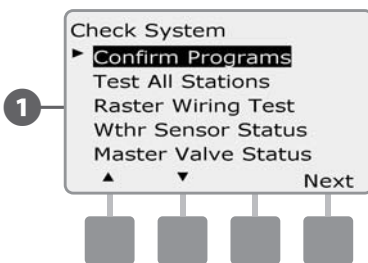 Check System
Confirm Programs
Test All Stations
1
Raster Wiring Test
Wthr Sensor Status
Master Valve Status
Next